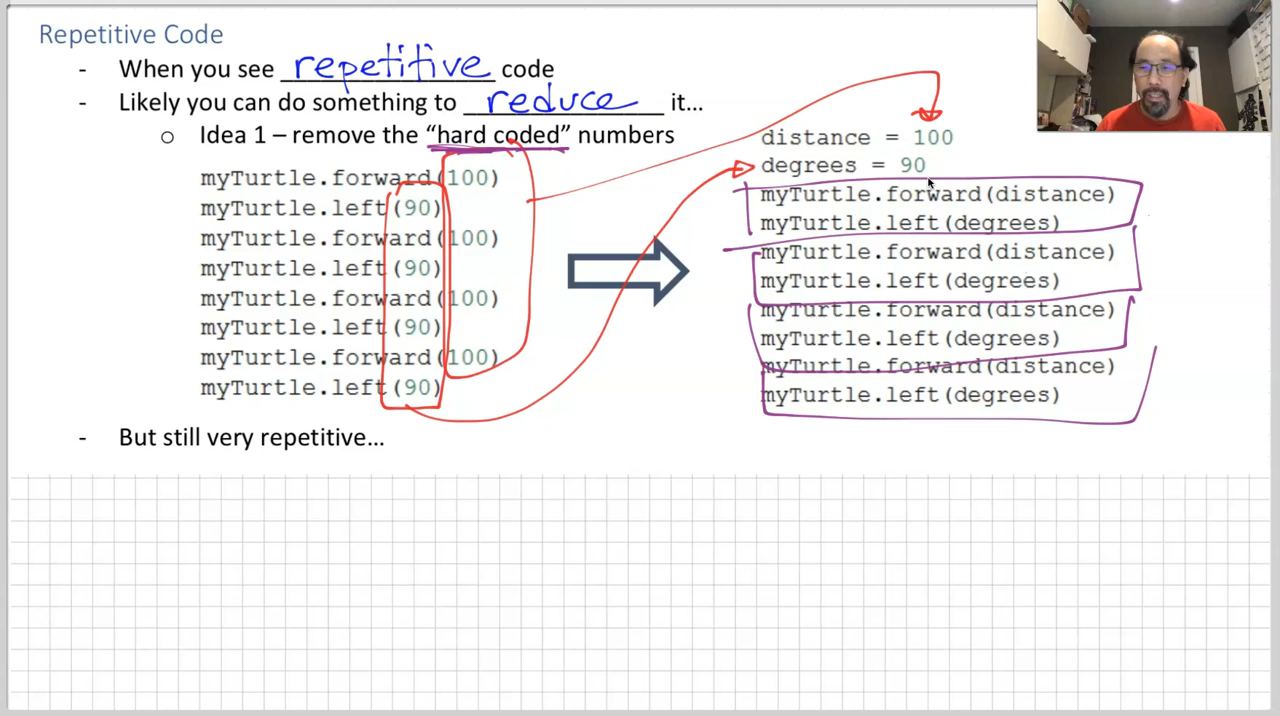 Repetitive Code
- When you see repetitive code
- Likely you can do something to reduce it…
o Idea 1 – remove the “hard coded” numbers
myTurtle.forward(100)
myTurtle.left(90)
myTurtle.forward(100)
myTurtle.left(90)
myTurtle.forward(100)
myTurtle.left(90)
myTurtle.forward(100)
myTurtle.left(90)
distance = 100
degrees = 90
myTurtle.forward(distance)
myTurtle.left(degrees)
myTurtle.forward(distance)
myTurtle.left(degrees)
myTurtle.forward(distance)
myTurtle.left(degrees)
myTurtle.forward(distance)
myTurtle.left(degrees)
- But still very repetitive…